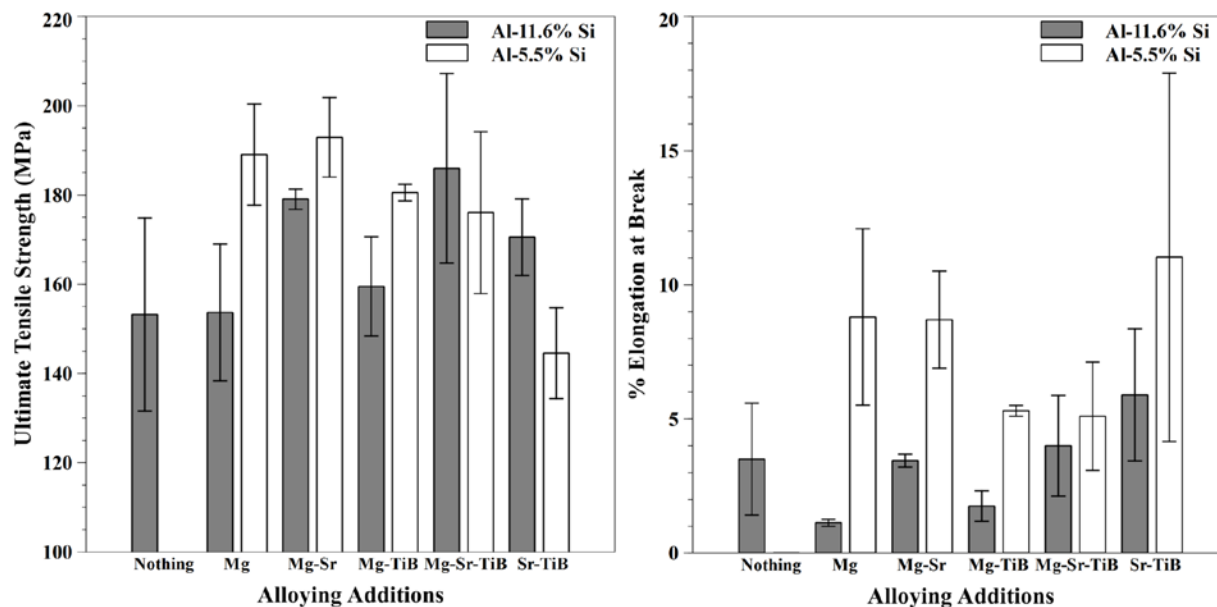 220
200
180
160
140
120
100
Ultimate Tensile Strength (MPa)
Al-11.6% Si
Al-5.5% Si
Nothing Mg Mg-Sr Mg-TiB Mg-Sr-TiB Sr-TiB
Alloying Additions
20
15
10
5
0
% Elongation at Break
Al-11.6% Si
Al-5.5% Si
Nothing Mg Mg-Sr Mg-TiB Mg-Sr-TiB Sr-TiB
Alloying Additions